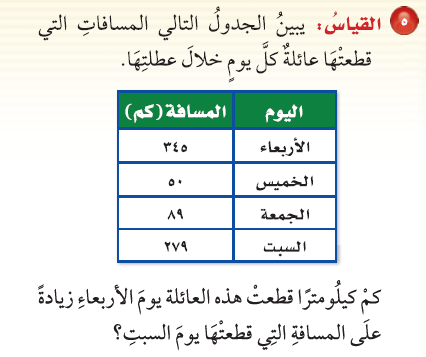 ٥ القياسُ: يبينُ الجدولُ التالي المسافاتِ التي
قطعتْهَا عائلةٌ كلَّ يومٍ خلالَ عطلتِهَا.
اليوم المسافة (كم)
الأربعاء ٣٤٥
الخميس ٥٠
الجمعة ٨٩
السبت ٢٧٩
كمْ كيلُومترًا قطعتْ هذه العائلة يومَ الأربعاءِ زيادةً
علَى المسافةِ التِي قطعتْهَا يومَ السبتِ؟